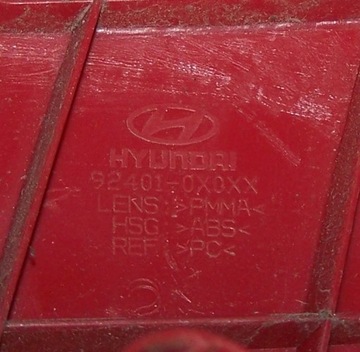 HYUNDAI
92401-0X0XX
LENS >PMMA<
HSG >ABS<
REF >PC<